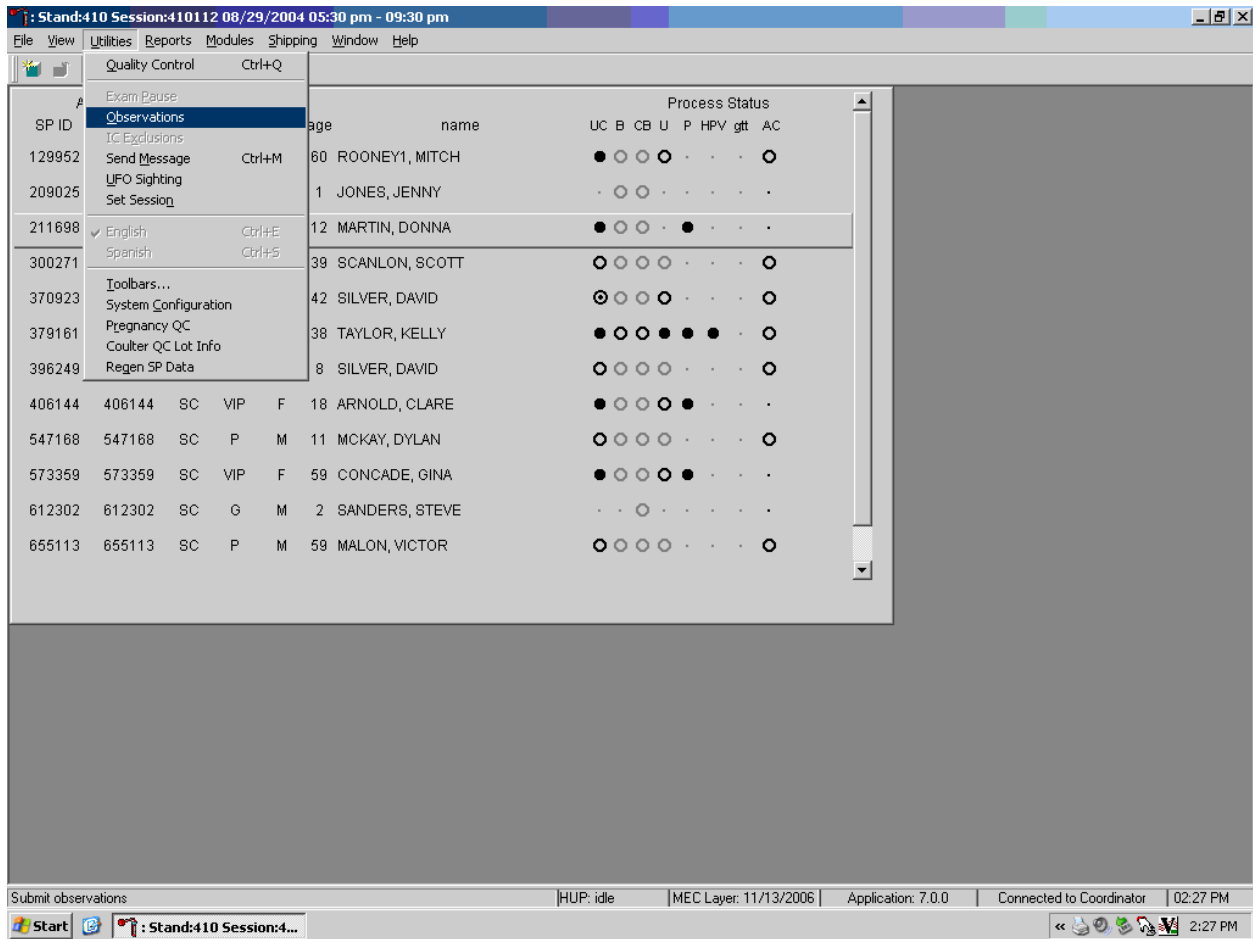 : Stand:410 Session:410112 08/29/2004 05:30 pm - 09:30 pm
File View Utilities Reports Modules Shipping Window Help
Quality Control Ctrl+Q
Exam Pause
Observations
IC Exclusions
Send Message Ctrl+M
UFO Sighting
Set Session
English Ctrl+E
Spanish Ctrl+S
Toolbars...
System Configuration
Pregnancy QC
Coulter QC Lot Info
Regen SP Data
Process Status
SP ID age name UC B CB U P HPV gtt AC
129952 60 ROONEY1, MITCH
209025 1 JONES, JENNY
211698 12 MARTIN, DONNA
300271 39 SCANLON, SCOTT
370923 42 SILVER, DAVID
379161 38 TAYLOR, KELLY
396249 8 SILVER, DAVID
406144 406144 SC VIP F 18 ARNOLD, CLARE
547168 547168 SC P M 11 MCKAY, DYLAN
573359 573359 SC VIP F 59 CONCADE, GINA
612302 612302 SC G M 2 SANDERS, STEVE
655113 655113 SC P M 59 MALON, VICTOR
Submit observations HUP: idle MEC Layer: 11/13/2006 Application: 7.0.0 Connected to Coordinator 02:27 PM
Start : Stand:410 Session:4... 2:27 PM